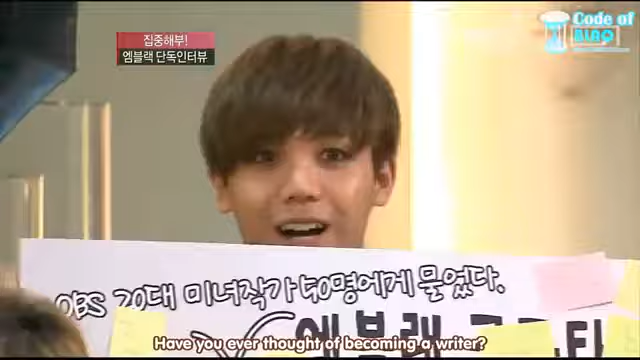 집중해부!
엠블랙 단독인터뷰
Code of
BLAQ
OBS 20대 미녀작가 50명에게 물었다.
엠블랙
Have you ever thought of becoming a writer?